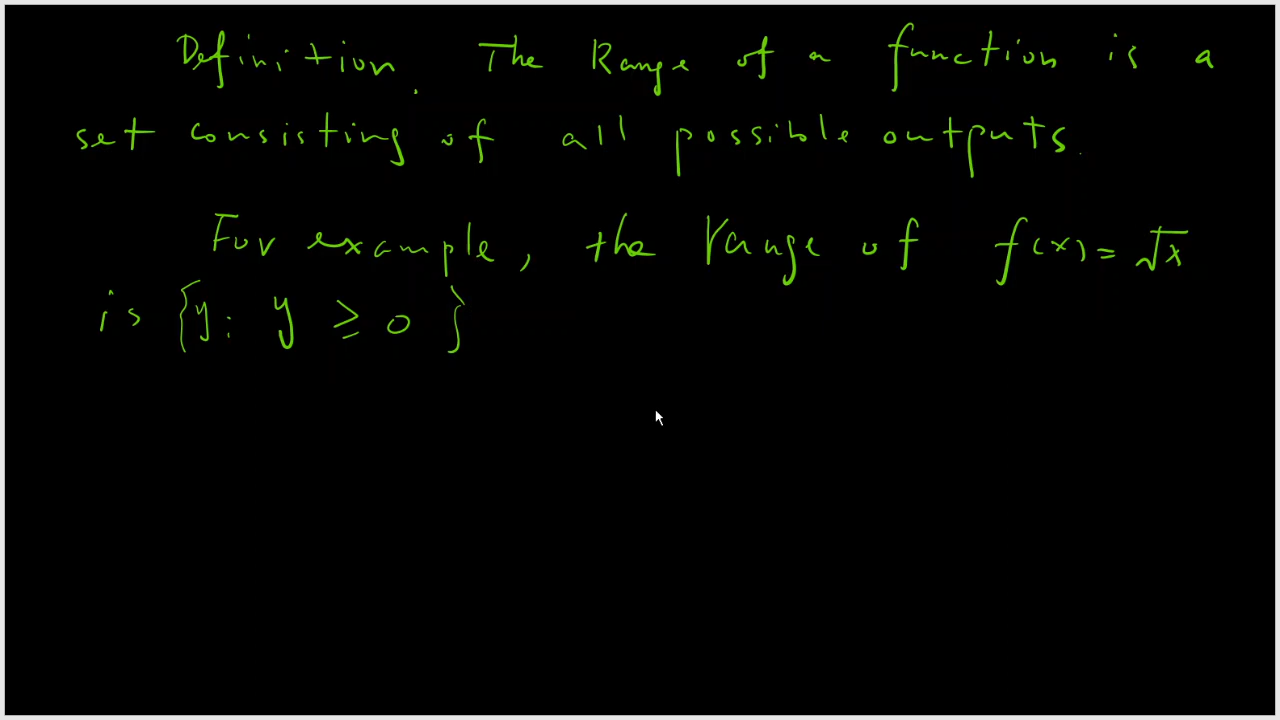 Definition. The Range of a function is a
set consisting of all possible outputs.
For example, the range of f(x) = √x
is {y: y ≥ 0}